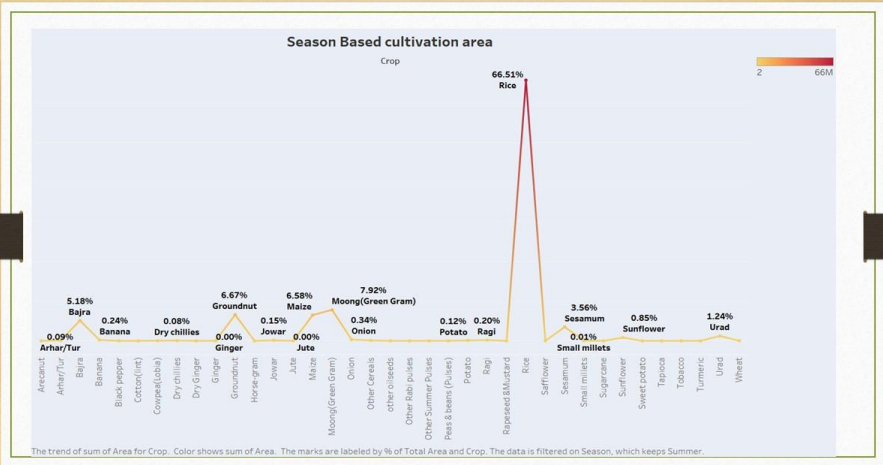 Season Based cultivation area
Crop
2 66M
66.51%
Rice
5.18%
Bajra
0.09%
Arhar/Tur
0.24%
Banana
0.08%
Dry chillies
6.67%
Groundnut
0.00%
Ginger
0.15%
Jowar
6.58%
Maize
0.00%
Jute
7.92%
Moong(Green Gram)
0.34%
Onion
0.12%
Potato
0.20%
Ragi
3.56%
Sesamum
0.01%
Small millets
0.85%
Sunflower
1.24%
Urad
Arecanut
Arhar/Tur
Bajra
Banana
Black pepper
Cotton(lint)
Cowpea(Lobia)
Dry chillies
Dry Ginger
Ginger
Groundnut
Horse-gram
Jowar
Jute
Maize
Moong(Green Gram)
Onion
Other Cereals
other oilseeds
Other Rabi pulses
Other Summer Pulses
Peas & beans (Pulses)
Potato
Ragi
Rapeseed &Mustard
Rice
Safflower
Sesamum
Small millets
Sugarcane
Sunflower
Sweet potato
Tapioca
Tobacco
Turmeric
Urad
Wheat
The trend of sum of Area for Crop. Color shows sum of Area. The marks are labeled by % of Total Area and Crop. The data is filtered on Season, which keeps Summer.